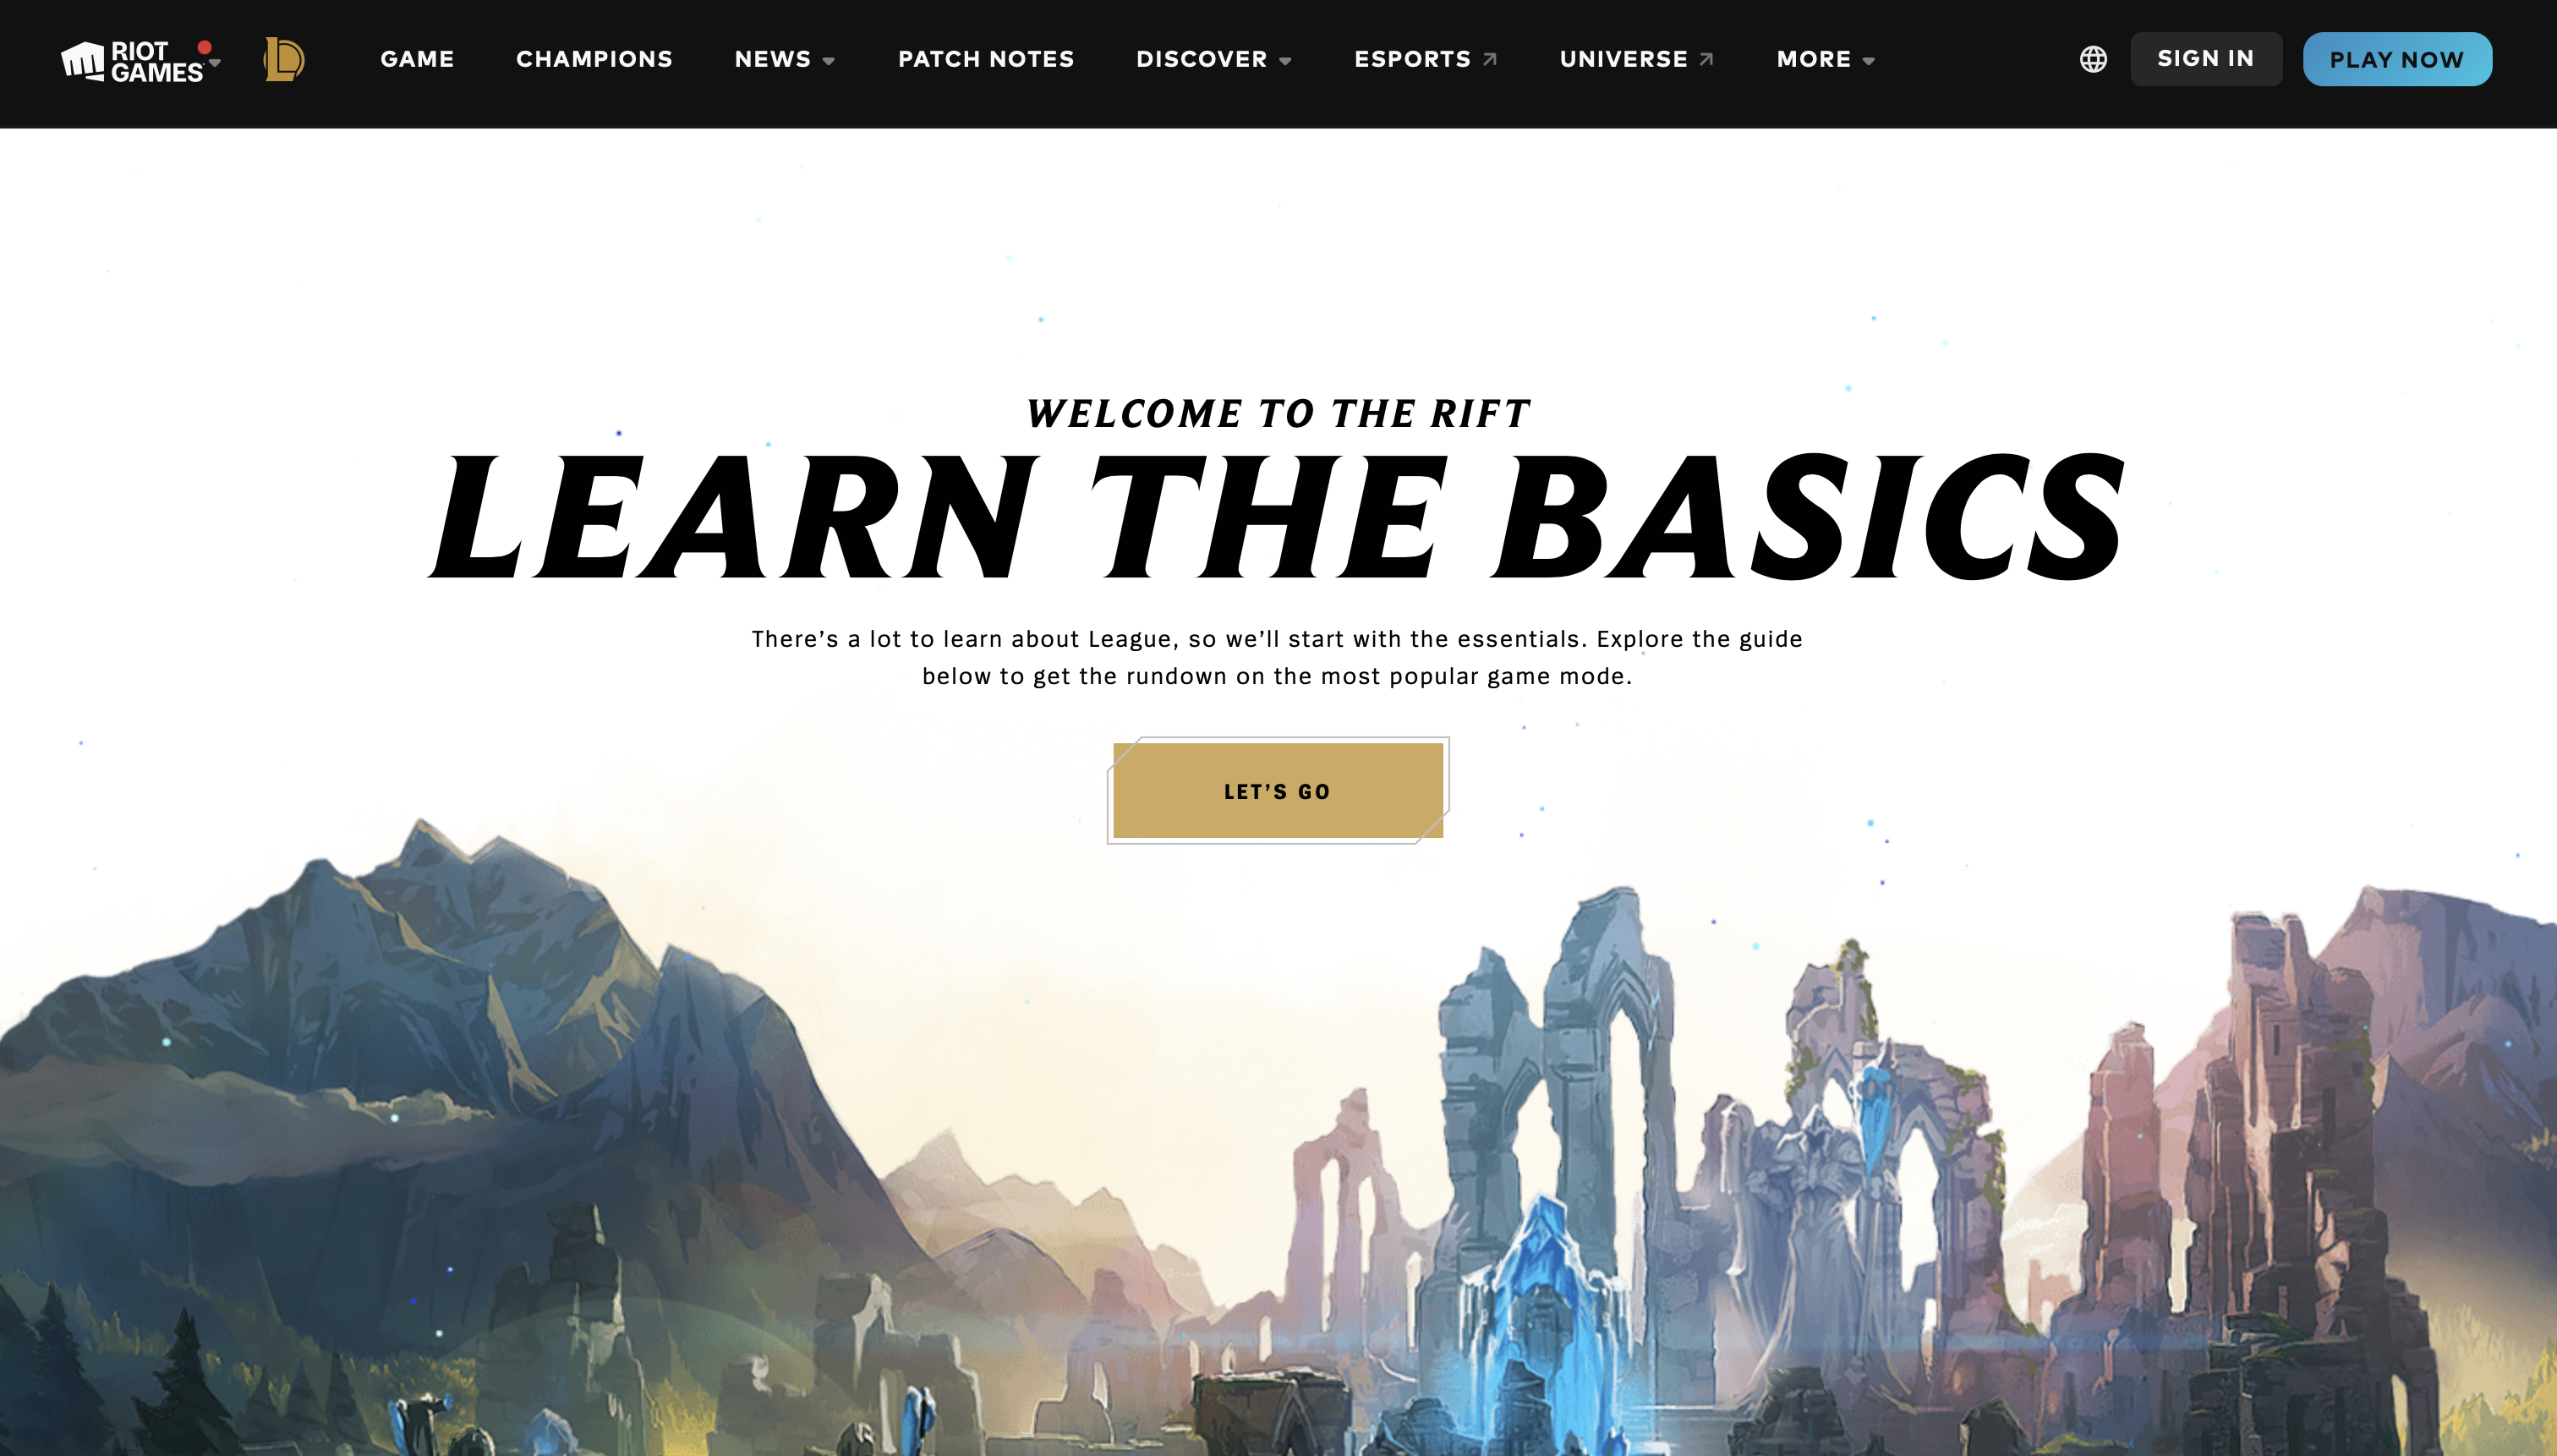 RIOT GAMES
GAME CHAMPIONS NEWS PATCH NOTES DISCOVER ESPORTS UNIVERSE MORE SIGN IN PLAY NOW
WELCOME TO THE RIFT
LEARN THE BASICS
There’s a lot to learn about League, so we’ll start with the essentials. Explore the guide
below to get the rundown on the most popular game mode.
LET’S GO